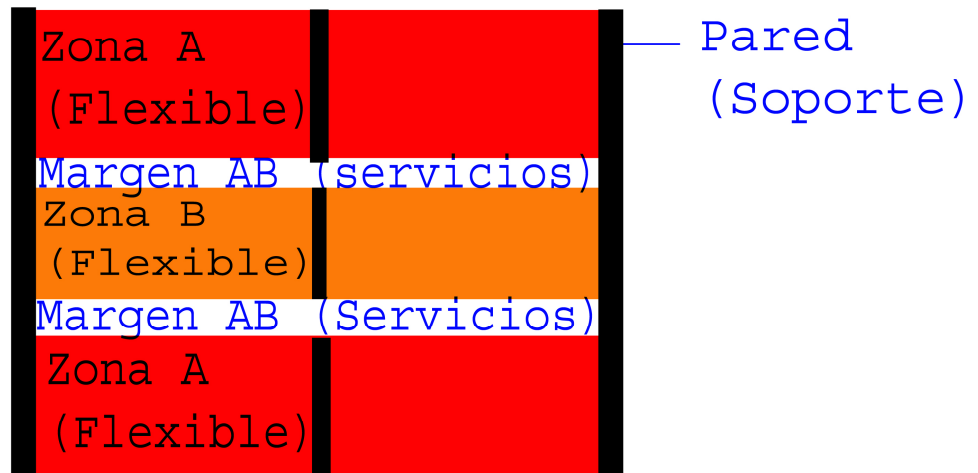 Zona A
(Flexible)
Pared
(Soporte)
Margen AB (servicios)
Zona B
(Flexible)
Margen AB (Servicios)
Zona A
(Flexible)